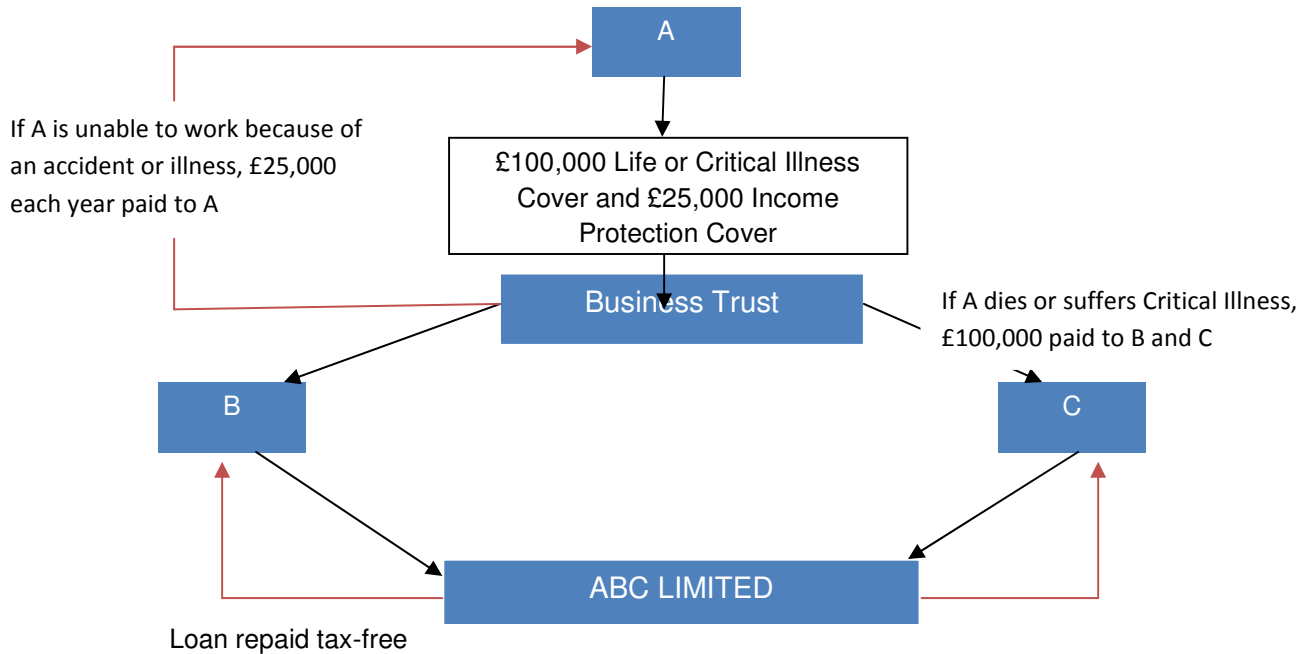 A
If A is unable to work because of
an accident or illness, £25,000
each year paid to A
£100,000 Life or Critical Illness
Cover and £25,000 Income
Protection Cover
Business Trust
If A dies or suffers Critical Illness,
£100,000 paid to B and C
B
C
ABC LIMITED
Loan repaid tax-free